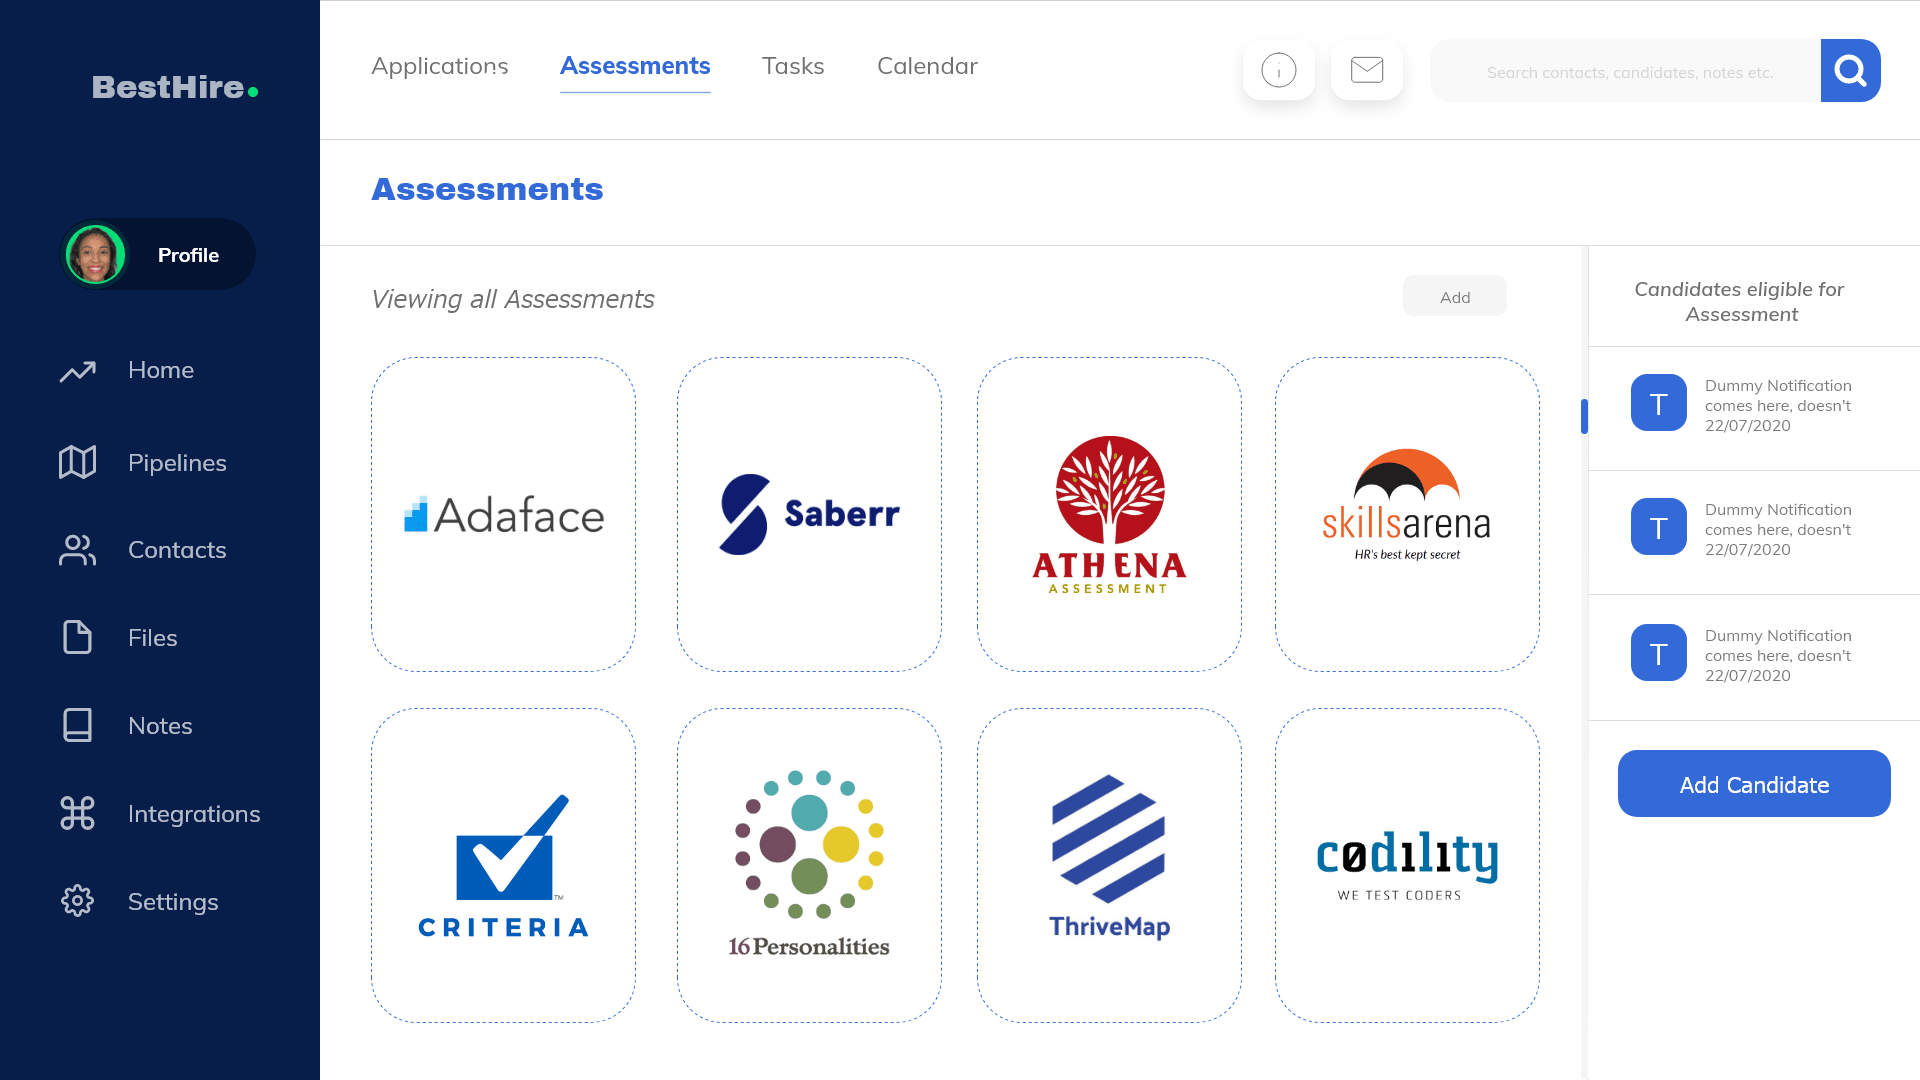 BestHire.
Profile
Home
Pipelines
Contacts
Files
Notes
Integrations
Settings
Applications
Assessments
Tasks
Calendar
Search contacts, candidates, notes etc.
Assessments
Viewing all Assessments
Add
Adaface
Saberr
ATHENA
ASSESSMENT
skillsarena
HR's best kept secret
CRITERIA
TM
16Personalities
ThriveMap
codility
WE TEST CODERS
Candidates eligible for
Assessment
T
Dummy Notification
comes here, doesn't
22/07/2020
T
Dummy Notification
comes here, doesn't
22/07/2020
T
Dummy Notification
comes here, doesn't
22/07/2020
Add Candidate